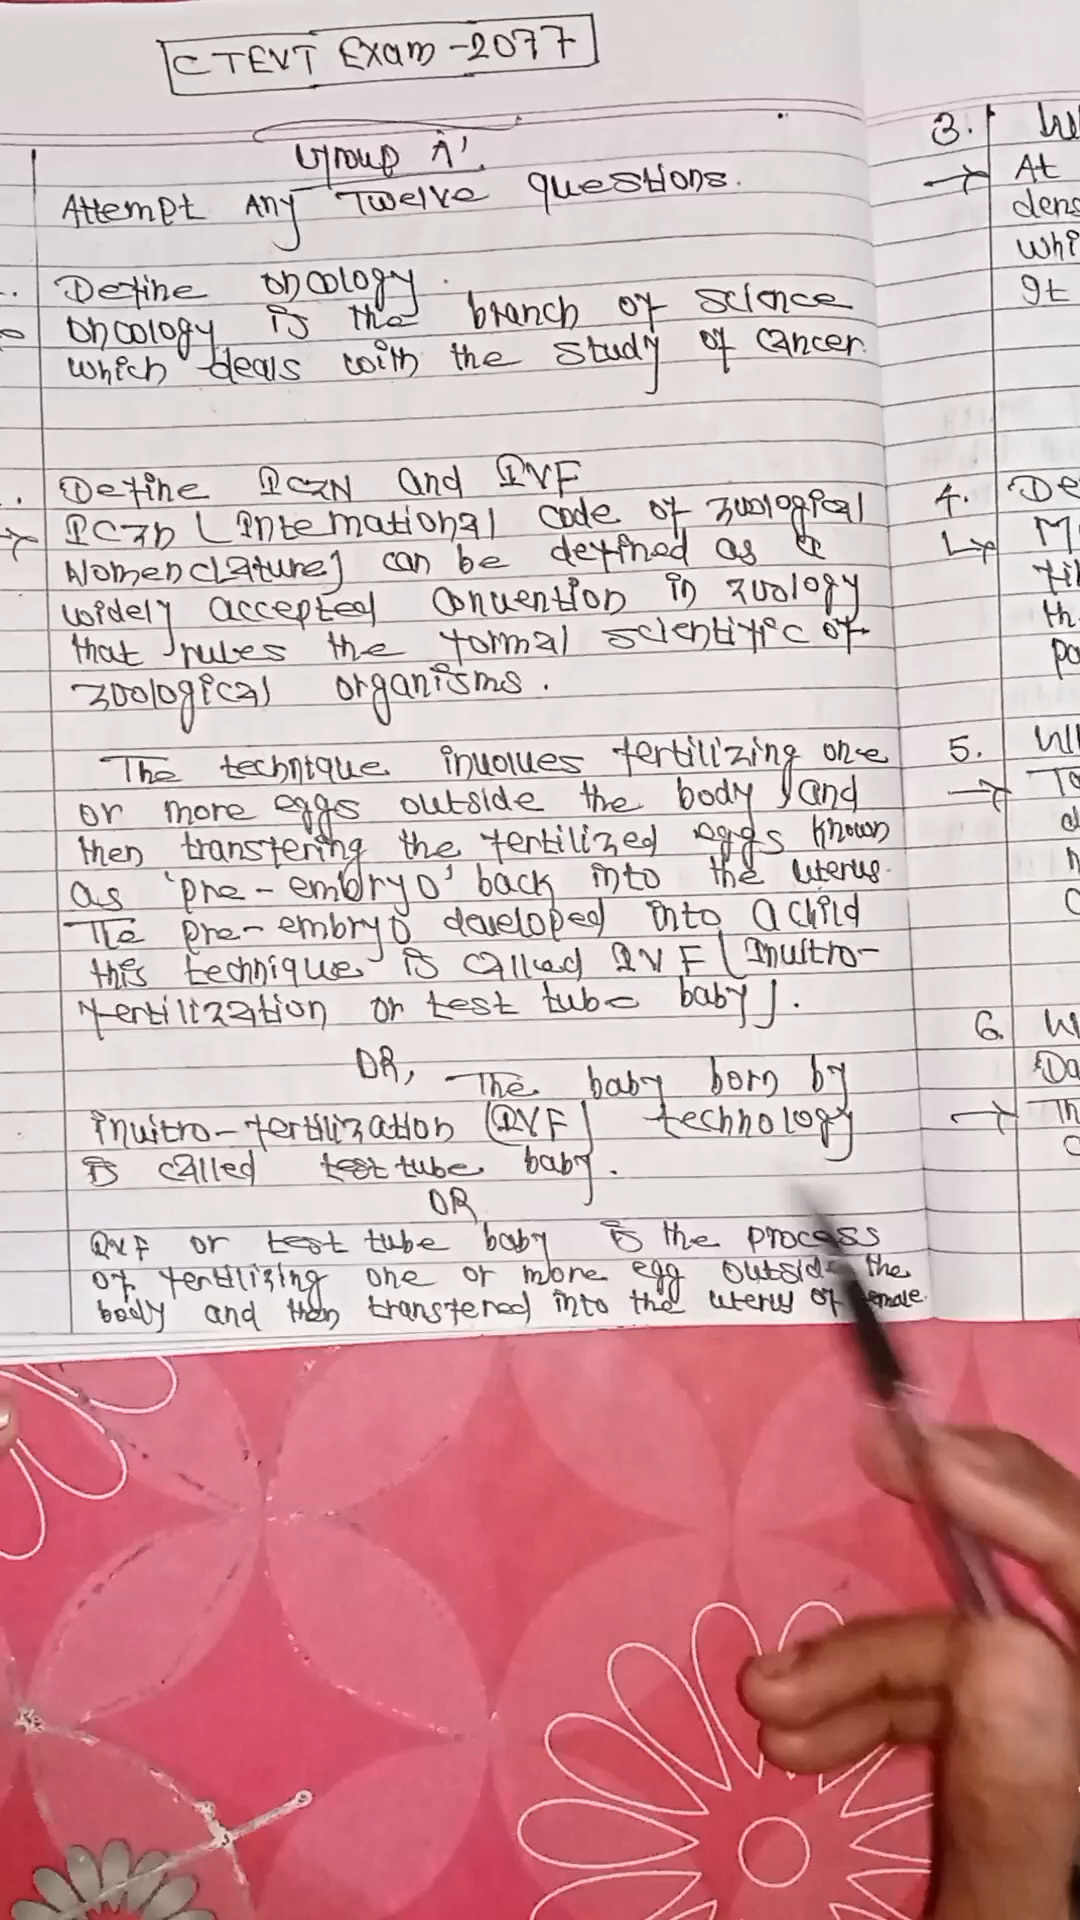 CTEVT Exam-2077
Group 'A'.
Attempt Any Twelve questions.
Define oncology.
oncology is the branch of science
which deals with the study of cancer.
Define ICZN and IVF
ICZN (International code of zoological
Nomenclature) can be defined as a
widely accepted convention in zoology
that rules the formal scientific of
zoological organisms.
The technique involves fertilizing one
or more eggs outside the body and
then transfering the fertilized eggs known
as 'pre-embryo' back into the uterus.
The pre-embryo developed into a child
this technique is called IVF (Invitro-
fertilization or test tube baby).
OR, The baby born by
invitro-fertilization (IVF) technology
is called test tube baby.
OR
IVF or test tube baby is the process
of fertilizing one or more egg outside the
body and then transfered into the uterus of female.
3.
At
4.
5.
6.